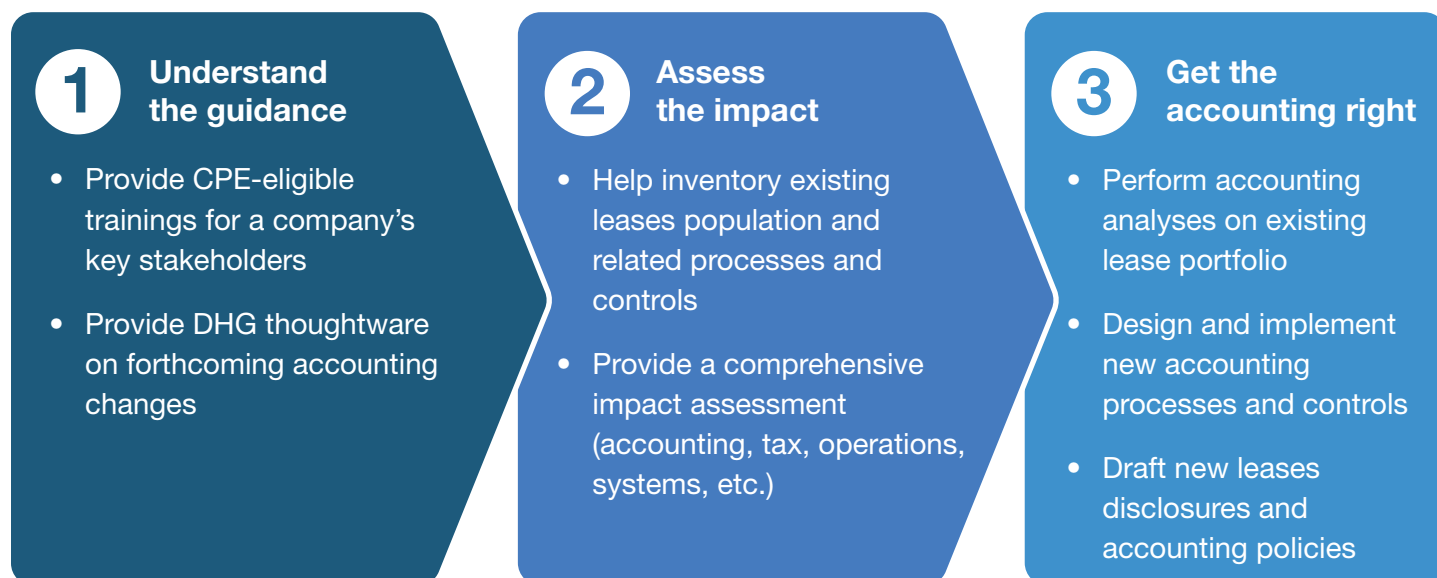 1
Understand
the guidance
• Provide CPE-eligible
trainings for a company’s
key stakeholders
• Provide DHG thoughtware
on forthcoming accounting
changes
2
Assess
the impact
• Help inventory existing
leases population and
related processes and
controls
• Provide a comprehensive
impact assessment
(accounting, tax, operations,
systems, etc.)
3
Get the
accounting right
• Perform accounting
analyses on existing
lease portfolio
• Design and implement
new accounting
processes and controls
• Draft new leases
disclosures and
accounting policies